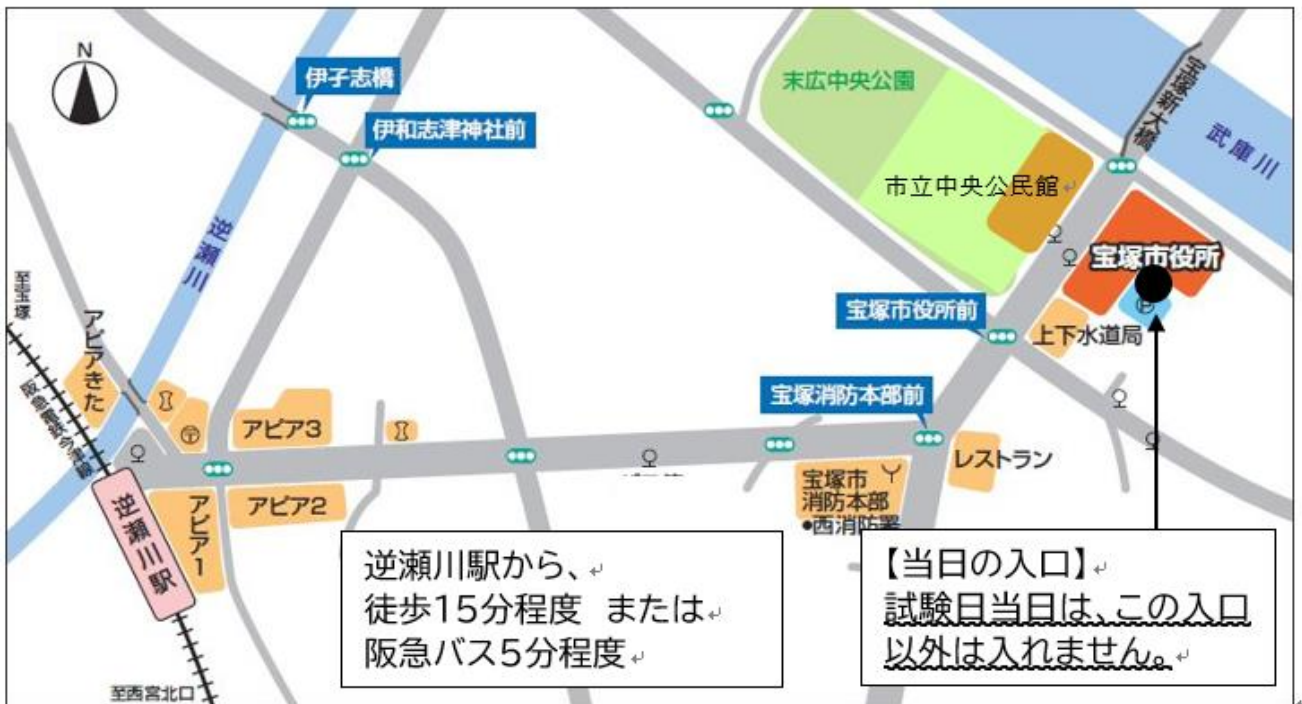 N
伊孑志橋
伊和志津神社前
末広中央公園
宝塚新大橋
武庫川
市立中央公民館
宝塚市役所
逆瀬川
至宝塚
アピアきた
阪急電鉄今津線
宝塚市役所前
上下水道局
宝塚消防本部前
アピア3
レストラン
宝塚市
消防本部
•西消防署
アピア2
アピア1
逆瀬川駅
至西宮北口
逆瀬川駅から、
徒歩15分程度 または
阪急バス5分程度
【当日の入口】
試験日当日は、この入口
以外は入れません。